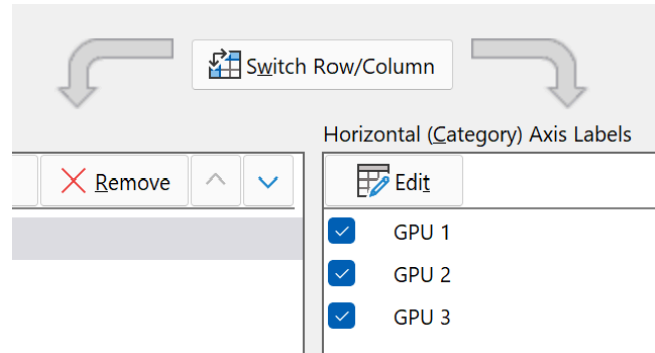 Switch Row/Column
Horizontal (Category) Axis Labels
Remove
Edit
GPU 1
GPU 2
GPU 3